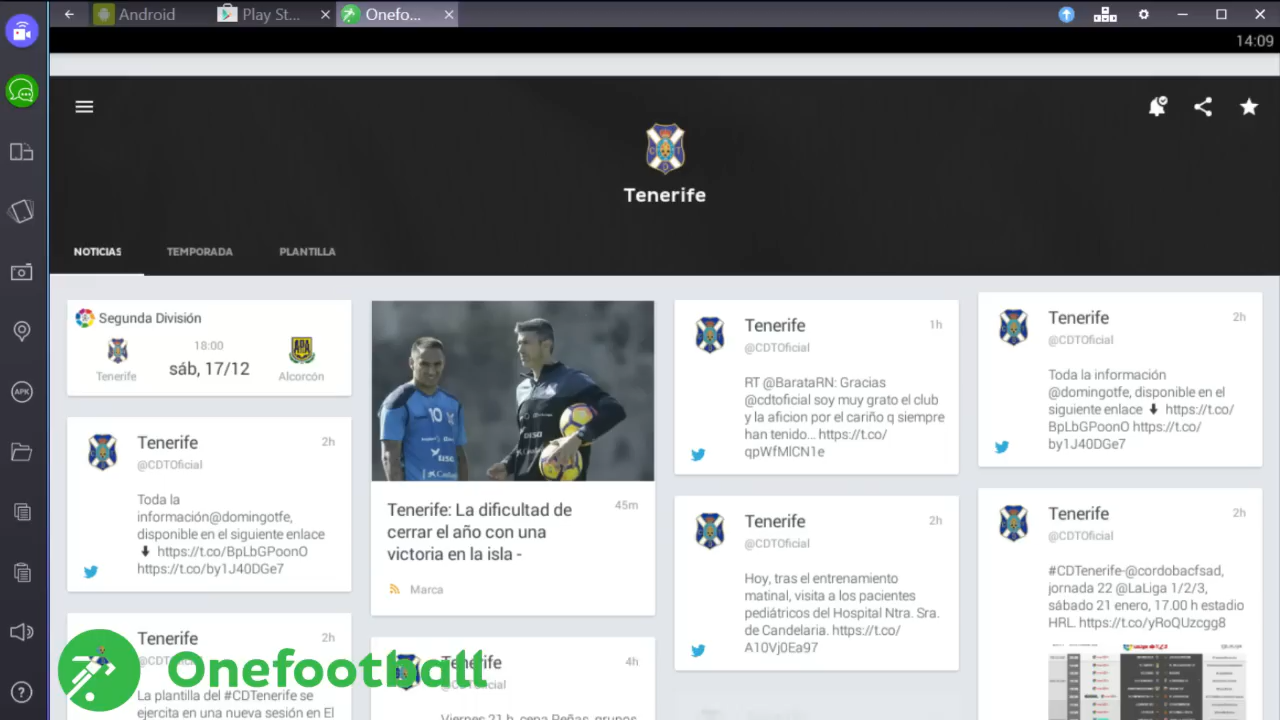 Android
Play St...
Onefo...
14:09
Tenerife
NOTICIAS
TEMPORADA
PLANTILLA
Segunda División
18:00
sáb, 17/12
Tenerife
Alcorcón
Tenerife
2h
@CDTOficial
Toda la
información@domingotfe,
disponible en el siguiente enlace
⬇ https://t.co/BpLbGPoonO
https://t.co/by1J40DGe7
Tenerife
2h
La plantilla del #CDTenerife se
ejercita en una nueva sesión en El
Tenerife: La dificultad de
cerrar el año con una
victoria en la isla -
45m
Marca
4h
Viernes 21 h, cena Peñas, grupos
Tenerife
1h
@CDTOficial
RT @BarataRN: Gracias
@cdtoficial soy muy grato el club
y la aficion por el cariño q siempre
han tenido... https://t.co/
qpWfMlCN1e
Tenerife
2h
@CDTOficial
Hoy, tras el entrenamiento
matinal, visita a los pacientes
pediátricos del Hospital Ntra. Sra.
de Candelaria. https://t.co/
A10Vj0Ea97
Tenerife
2h
@CDTOficial
Toda la información
@domingotfe, disponible en el
siguiente enlace ⬇ https://t.co/
BpLbGPoonO https://t.co/
by1J40DGe7
Tenerife
2h
@CDTOficial
#CDTenerife-@cordobacfsad,
jornada 22 @LaLiga 1/2/3,
sábado 21 enero, 17.00 h estadio
HRL. https://t.co/yRoQUzcgg8
Onefootball
APK